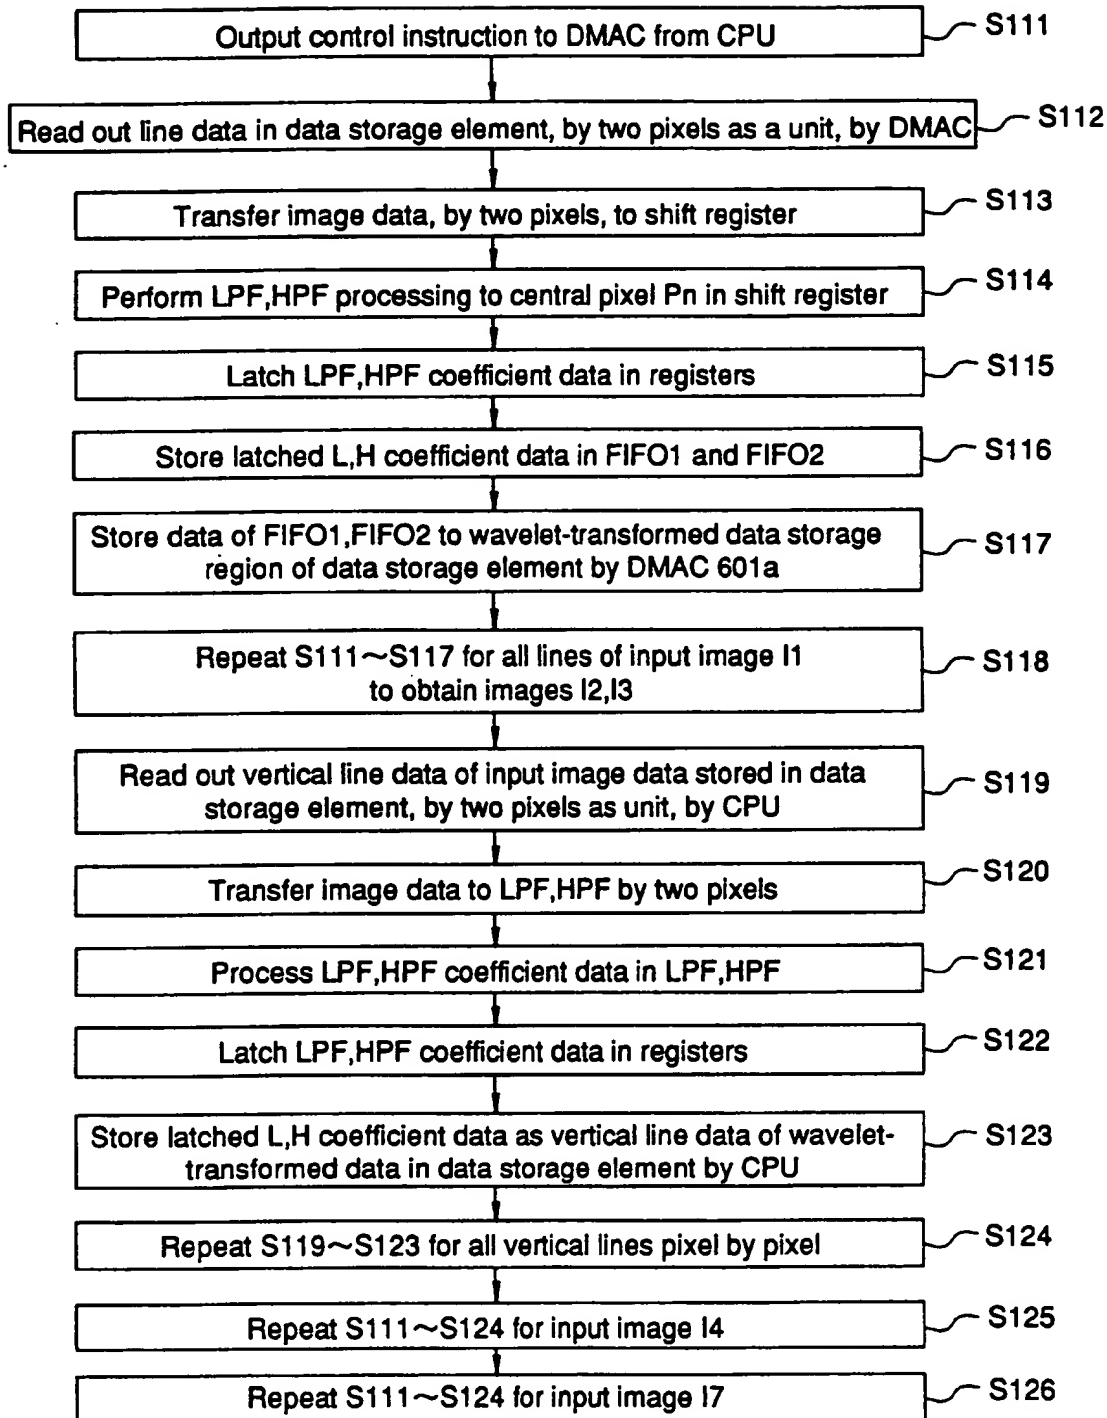 Output control instruction to DMAC from CPU
S111
Read out line data in data storage element, by two pixels as a unit, by DMAC
S112
Transfer image data, by two pixels, to shift register
S113
Perform LPF,HPF processing to central pixel Pn in shift register
S114
Latch LPF,HPF coefficient data in registers
S115
Store latched L,H coefficient data in FIFO1 and FIFO2
S116
Store data of FIFO1,FIFO2 to wavelet-transformed data storage
region of data storage element by DMAC 601a
S117
Repeat S111~S117 for all lines of input image I1
to obtain images I2,I3
S118
Read out vertical line data of input image data stored in data
storage element, by two pixels as unit, by CPU
S119
Transfer image data to LPF,HPF by two pixels
S120
Process LPF,HPF coefficient data in LPF,HPF
S121
Latch LPF,HPF coefficient data in registers
S122
Store latched L,H coefficient data as vertical line data of wavelet-
transformed data in data storage element by CPU
S123
Repeat S119~S123 for all vertical lines pixel by pixel
S124
Repeat S111~S124 for input image I4
S125
Repeat S111~S124 for input image I7
S126